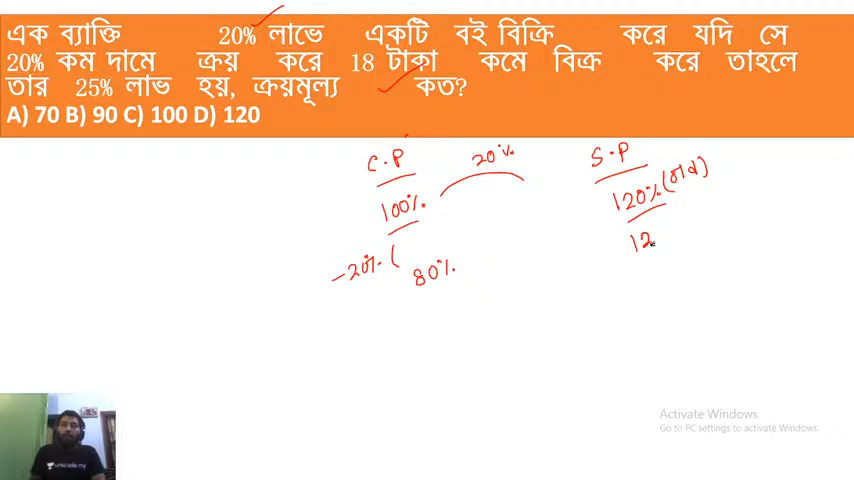 এক ব্যাক্তি 20% লাভে একটি বই বিক্রি করে যদি সে
20% কম দামে ক্রয় করে 18 টাকা কমে বিক্র করে তাহলে
তার 25% লাভ হয়, ক্রয়মূল্য কত?
A) 70 B) 90 C) 100 D) 120
C.P 20% S.P
100% 120% (লাভ)
-20% ( 80% 12
Activate Windows
Go to PC settings to activate Windows.
unacademy